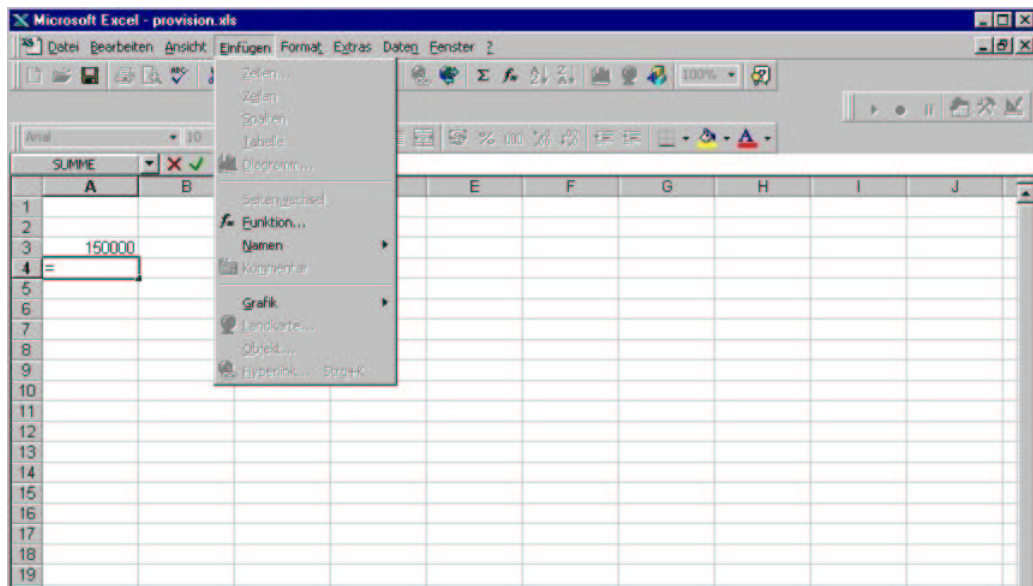 Microsoft Excel - provision.xls
Datei Bearbeiten Ansicht Einfügen Format Extras Daten Fenster ?
100%
Arial 10
% 000
SUMME
A B E F G H I J
Zellen...
Zeilen
Spalten
Tabelle
Diagramm...
Seitenwechsel
Funktion...
Namen
Kommentar
Grafik
Landkarte...
Objekt...
Hyperlink... Strg+K
1
2
3 150000
4 =
5
6
7
8
9
10
11
12
13
14
15
16
17
18
19